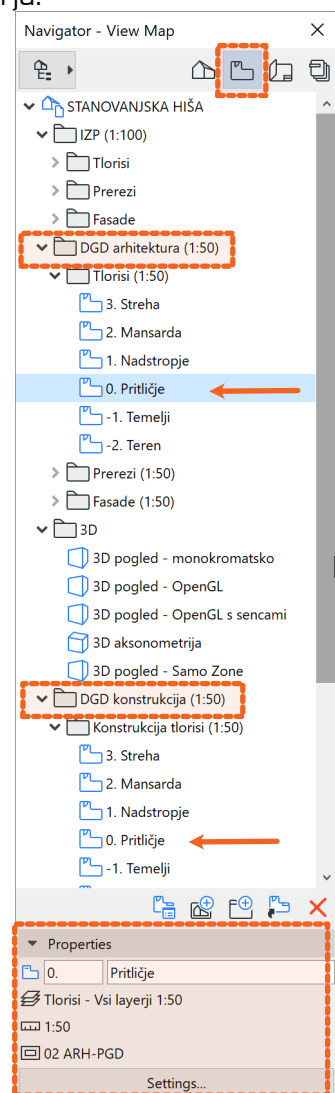 rja.
Navigator - View Map
STANOVANJSKA HIŠA
IZP (1:100)
Tlorisi
Prerezi
Fasade
DGD arhitektura (1:50)
Tlorisi (1:50)
3. Streha
2. Mansarda
1. Nadstropje
0. Pritličje
-1. Temelji
-2. Teren
Prerezi (1:50)
Fasade (1:50)
3D
3D pogled - monokromatsko
3D pogled - OpenGL
3D pogled - OpenGL s sencami
3D aksonometrija
3D pogled - Samo Zone
DGD konstrukcija (1:50)
Konstrukcija tlorisi (1:50)
3. Streha
2. Mansarda
1. Nadstropje
0. Pritličje
-1. Temelji
Properties
0. Pritličje
Tlorisi - Vsi layerji 1:50
1:50
02 ARH-PGD
Settings...